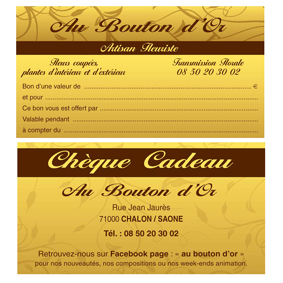 Au Bouton d'Or
Artisan Fleuriste
Fleurs coupées, Transmission Florale
plantes d'intérieur et d'extérieur 08 50 20 30 02
Bon d'une valeur de ........ €
et pour ........
Ce bon vous est offert par ........
Valable pendant ........
à compter du ........
Chèque Cadeau
Au Bouton d'Or
Rue Jean Jaurès
71000 CHALON / SAONE
Tél. : 08 50 20 30 02
Retrouvez-nous sur Facebook page : « au bouton d'or »
pour nos nouveautés, nos compositions ou nos week-ends animation.